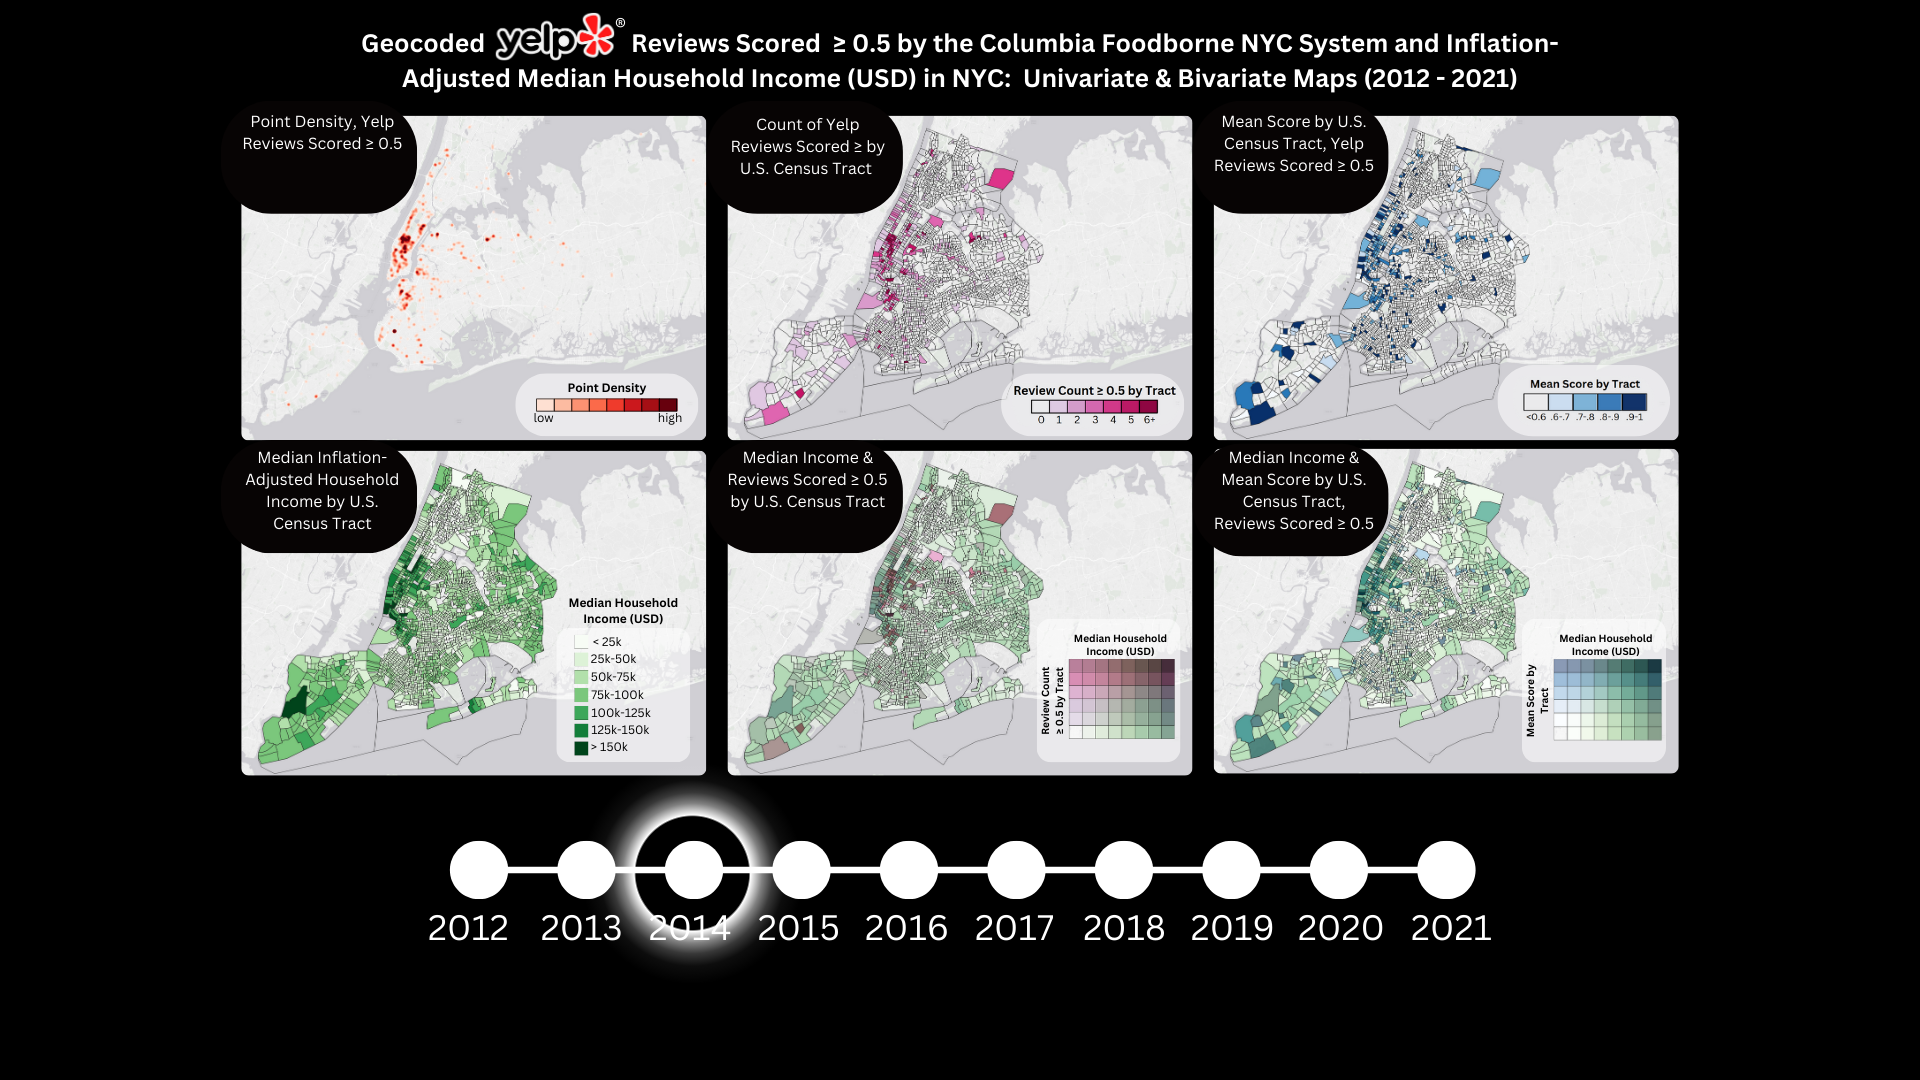 Geocoded yelp ® Reviews Scored ≥ 0.5 by the Columbia Foodborne NYC System and Inflation-
Adjusted Median Household Income (USD) in NYC: Univariate & Bivariate Maps (2012 - 2021)
Point Density, Yelp
Reviews Scored ≥ 0.5
Point Density
low high
Count of Yelp
Reviews Scored ≥ by
U.S. Census Tract
Review Count ≥ 0.5 by Tract
0 1 2 3 4 5 6+
Mean Score by U.S.
Census Tract, Yelp
Reviews Scored ≥ 0.5
Mean Score by Tract
<0.6 .6-.7 .7-.8 .8-.9 .9-1
Median Inflation-
Adjusted Household
Income by U.S.
Census Tract
Median Household
Income (USD)
< 25k
25k-50k
50k-75k
75k-100k
100k-125k
125k-150k
> 150k
Median Income &
Reviews Scored ≥ 0.5
by U.S. Census Tract
Median Household
Income (USD)
Review Count
≥ 0.5 by Tract
Median Income &
Mean Score by U.S.
Census Tract,
Reviews Scored ≥ 0.5
Median Household
Income (USD)
Mean Score by
Tract
2012 2013 2014 2015 2016 2017 2018 2019 2020 2021